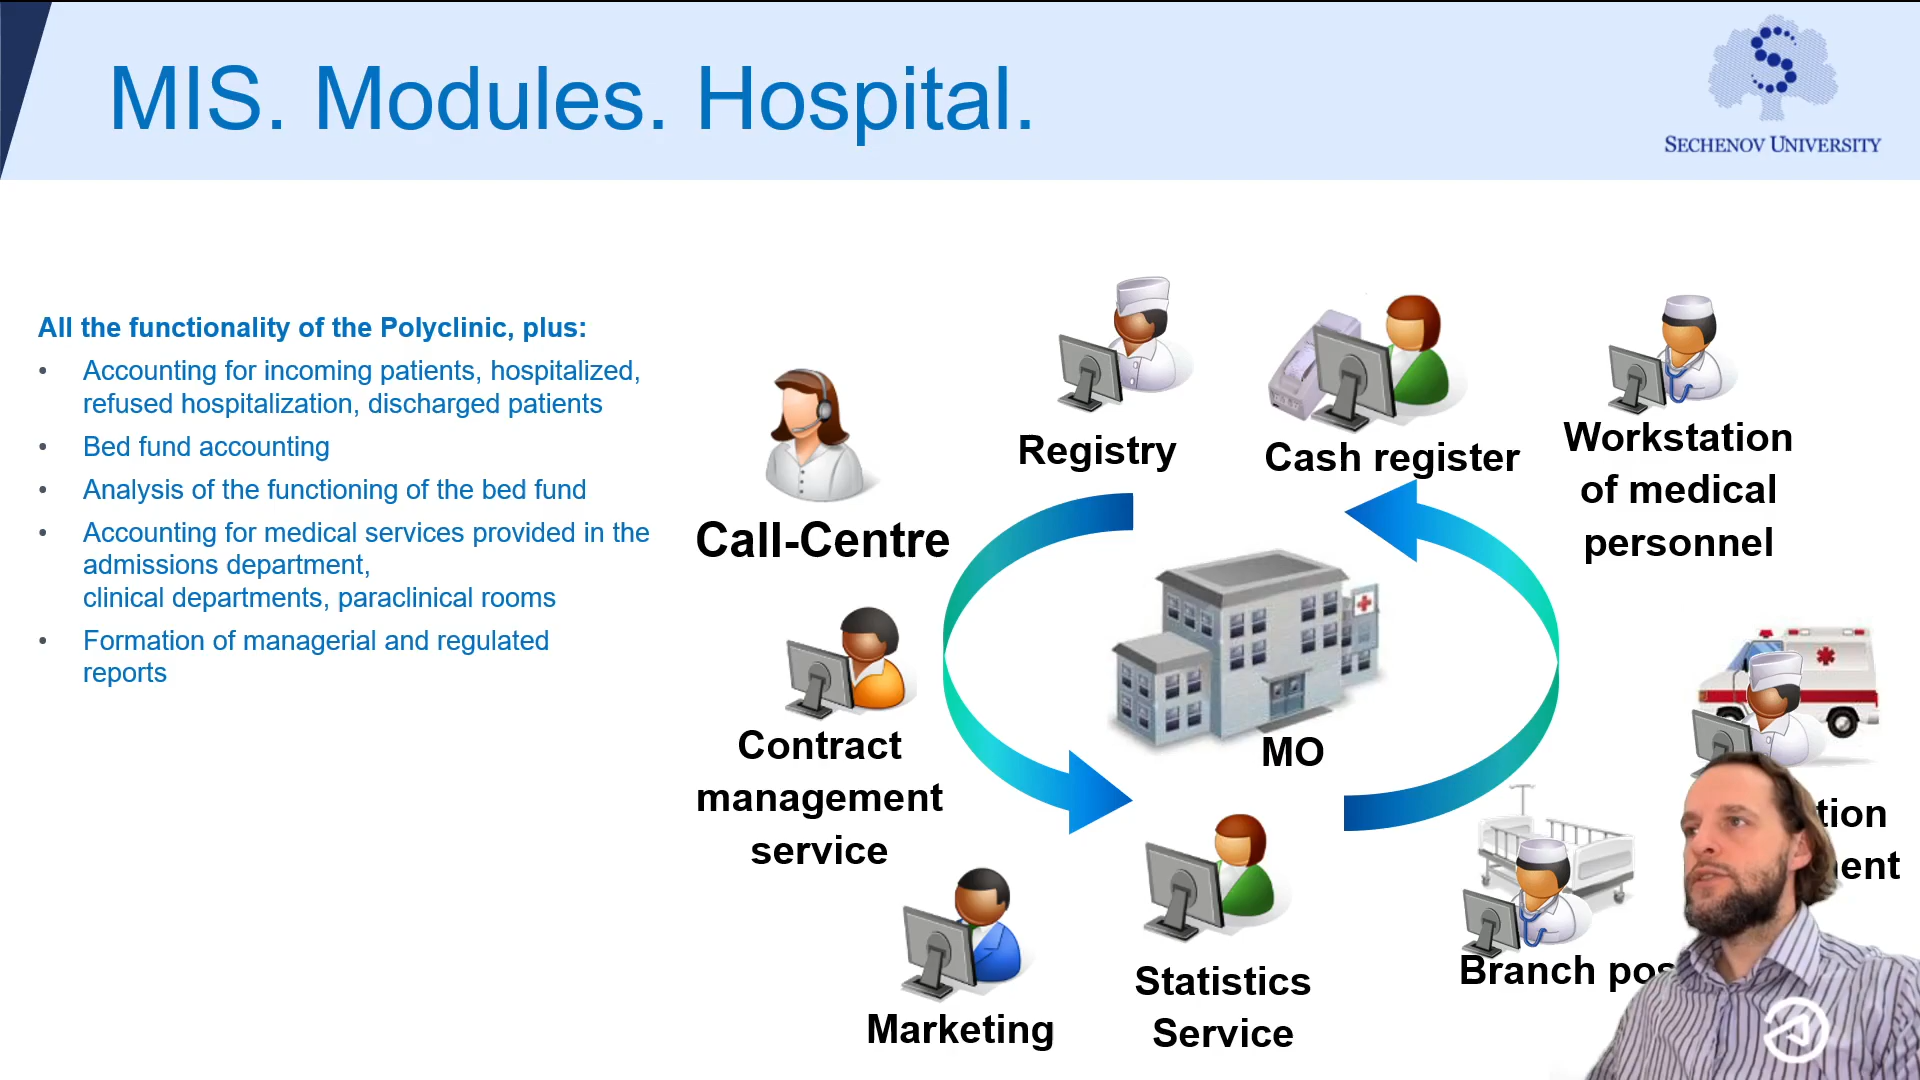 MIS. Modules. Hospital.
SECHENOV UNIVERSITY
All the functionality of the Polyclinic, plus:
• Accounting for incoming patients, hospitalized,
refused hospitalization, discharged patients
• Bed fund accounting
• Analysis of the functioning of the bed fund
• Accounting for medical services provided in the
admissions department,
clinical departments, paraclinical rooms
• Formation of managerial and regulated
reports
Call-Centre
Registry
Cash register
Workstation
of medical
personnel
Contract
management
service
MO
Marketing
Statistics
Service
Branch